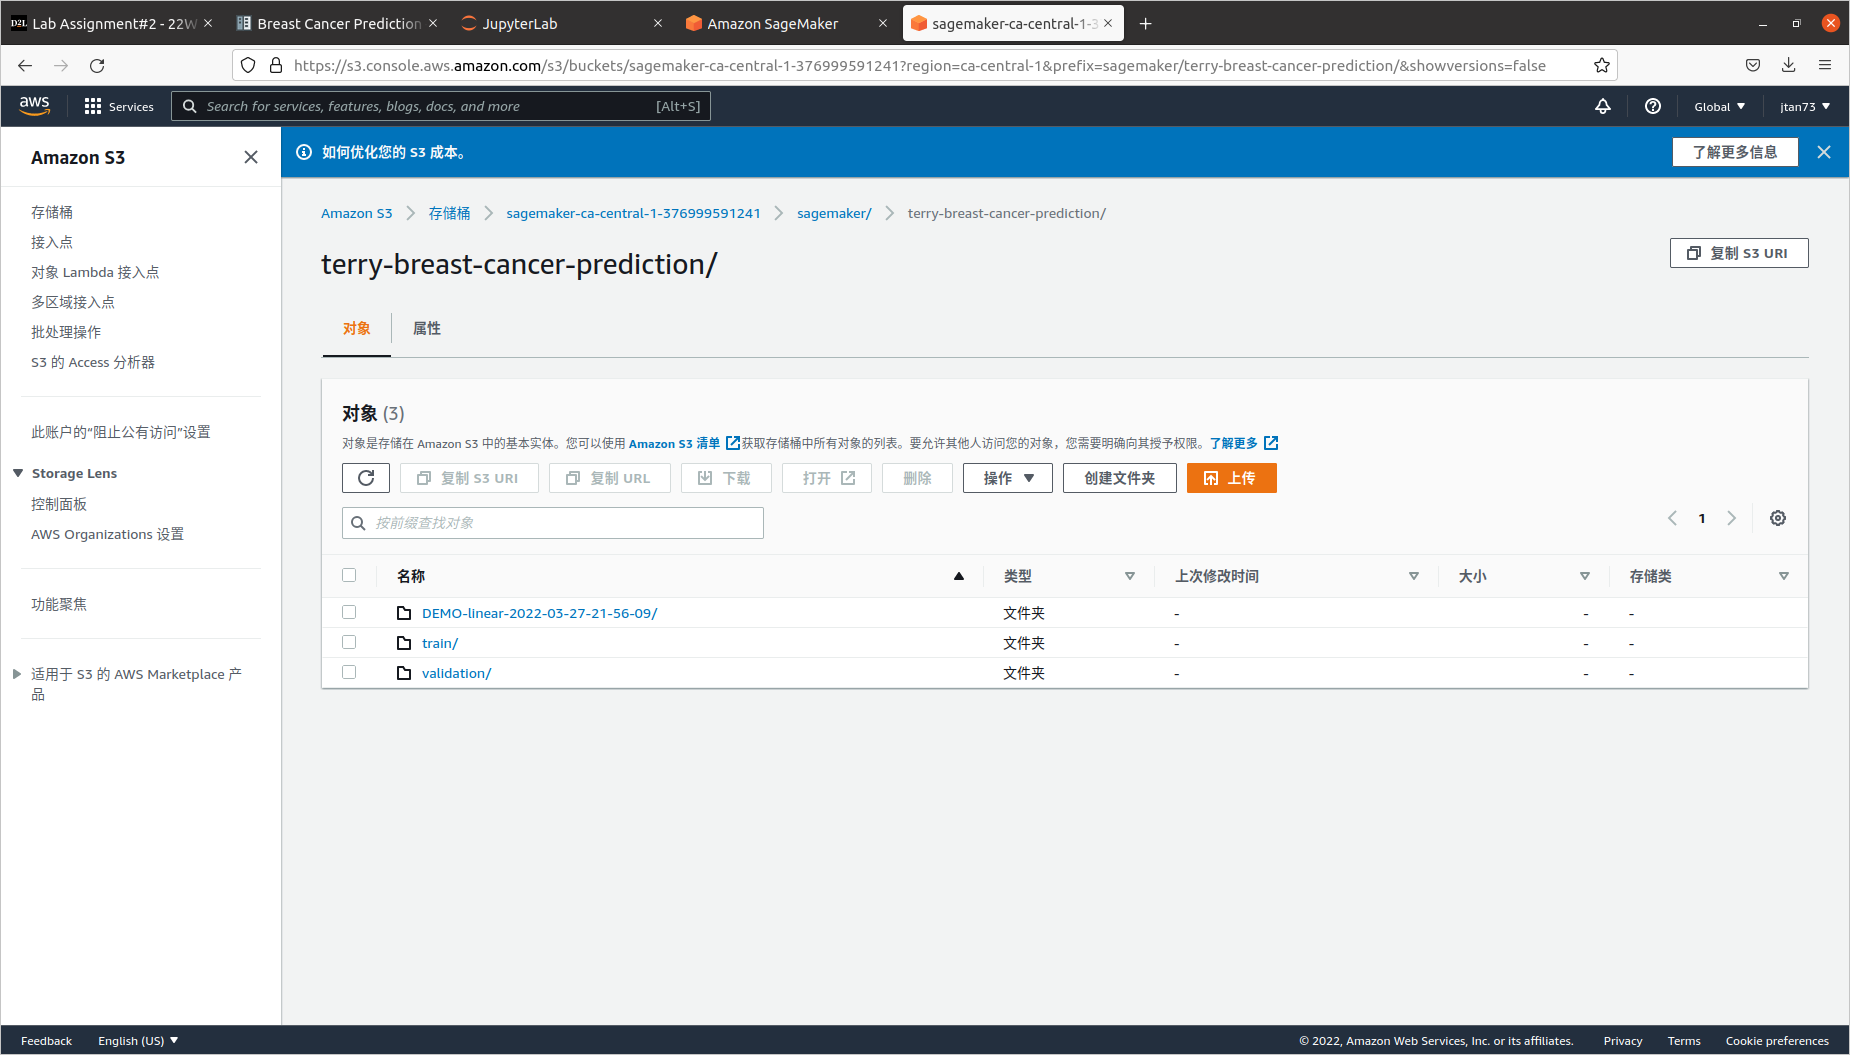 Lab Assignment#2 - 22W
Breast Cancer Prediction
JupyterLab
Amazon SageMaker
sagemaker-ca-central-1-3
https://s3.console.aws.amazon.com/s3/buckets/sagemaker-ca-central-1-376999591241?region=ca-central-1&prefix=sagemaker/terry-breast-cancer-prediction/&showversions=false
aws Services Search for services, features, blogs, docs, and more [Alt+S] Global jtan73
Amazon S3
存储桶
接入点
对象 Lambda 接入点
多区域接入点
批处理操作
S3 的 Access 分析器
此账户的“阻止公有访问”设置
Storage Lens
控制面板
AWS Organizations 设置
功能聚焦
适用于 S3 的 AWS Marketplace 产
品
如何优化您的 S3 成本。 了解更多信息
Amazon S3 存储桶 sagemaker-ca-central-1-376999591241 sagemaker/ terry-breast-cancer-prediction/
terry-breast-cancer-prediction/
复制 S3 URI
对象 属性
对象 (3)
对象是存储在 Amazon S3 中的基本实体。您可以使用 Amazon S3 清单 获取存储桶中所有对象的列表。要允许其他人访问您的对象，您需要明确向其授予权限。了解更多
复制 S3 URI 复制 URL 下载 打开 删除 操作 创建文件夹 上传
按前缀查找对象
1
名称 类型 上次修改时间 大小 存储类
DEMO-linear-2022-03-27-21-56-09/ 文件夹 - - -
train/ 文件夹 - - -
validation/ 文件夹 - - -
Feedback English (US) © 2022, Amazon Web Services, Inc. or its affiliates. Privacy Terms Cookie preferences